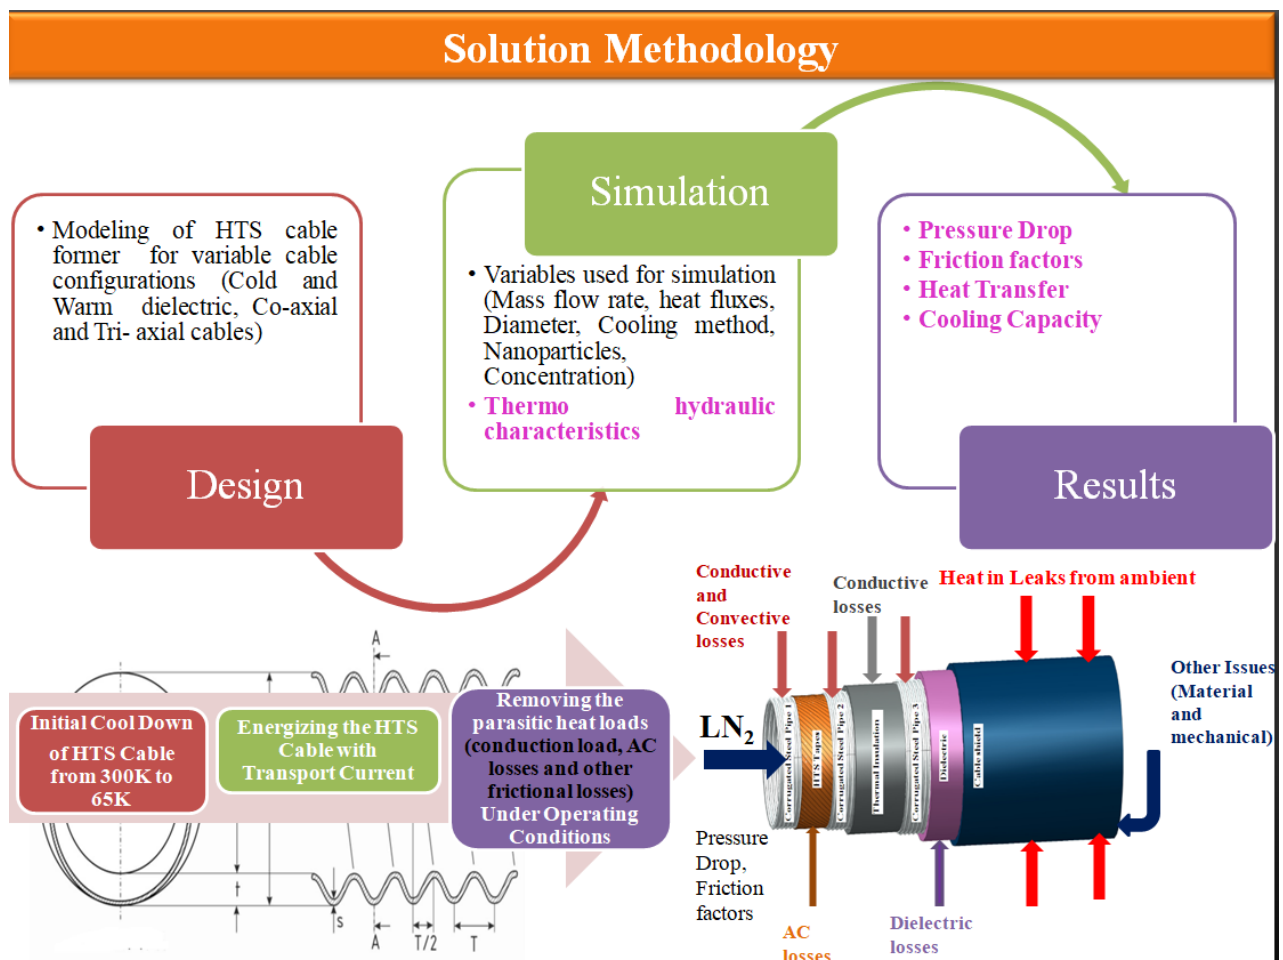 Solution Methodology
• Modeling of HTS cable
former for variable cable
configurations (Cold and
Warm dielectric, Co-axial
and Tri- axial cables)
Design
Simulation
• Variables used for simulation
(Mass flow rate, heat fluxes,
Diameter, Cooling method,
Nanoparticles,
Concentration)
• Thermo hydraulic
characteristics
• Pressure Drop
• Friction factors
• Heat Transfer
• Cooling Capacity
Results
Initial Cool Down
of HTS Cable
from 300K to
65K
Energizing the HTS
Cable with
Transport Current
Removing the
parasitic heat loads
(conduction load, AC
losses and other
frictional losses)
Under Operating
Conditions
A
t
s
A
T/2
T
Conductive
and
Convective
losses
Conductive
losses
Heat in Leaks from ambient
Other Issues
(Material
and
mechanical)
LN2
Corrugated Steel Pipe 1
HTS Tapes
Corrugated Steel Pipe 2
Thermal Insulation
Corrugated Steel Pipe 3
Dielectric
Cable shield
Pressure
Drop,
Friction
factors
AC
losses
Dielectric
losses